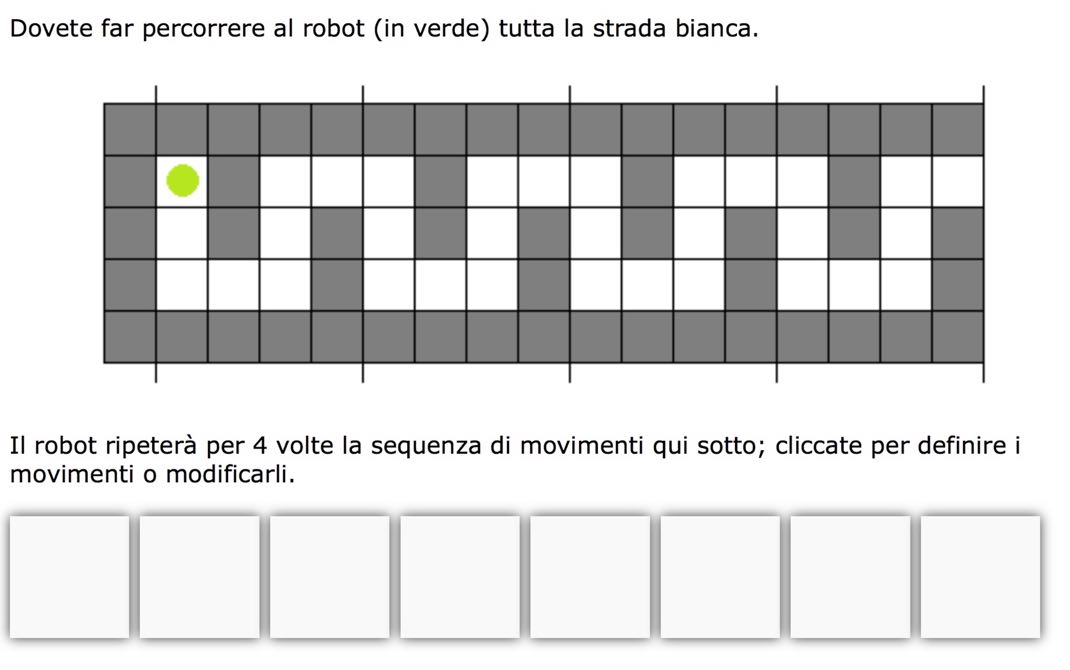 Dovete far percorrere al robot (in verde) tutta la strada bianca.
Il robot ripeterà per 4 volte la sequenza di movimenti qui sotto; cliccate per definire i
movimenti o modificarli.